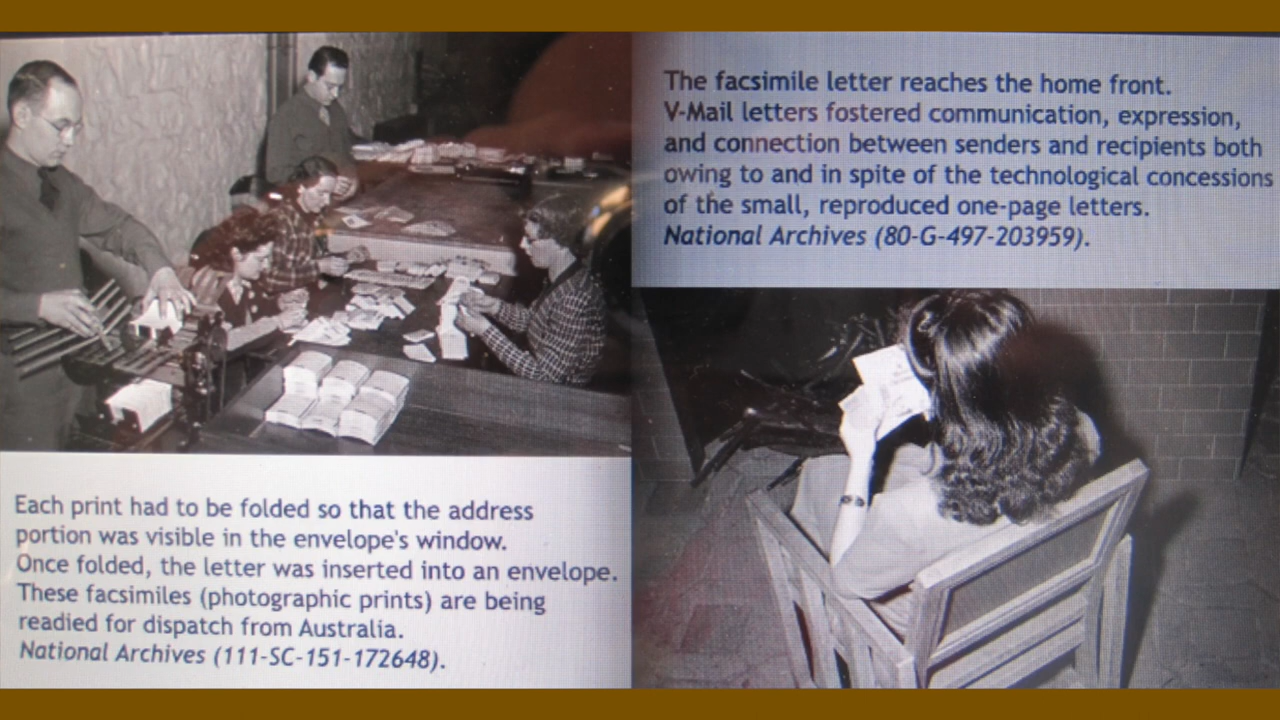 The facsimile letter reaches the home front.
V-Mail letters fostered communication, expression,
and connection between senders and recipients both
owing to and in spite of the technological concessions
of the small, reproduced one-page letters.
National Archives (80-G-497-203959).
Each print had to be folded so that the address
portion was visible in the envelope's window.
Once folded, the letter was inserted into an envelope.
These facsimiles (photographic prints) are being
readied for dispatch from Australia.
National Archives (111-SC-151-172648).